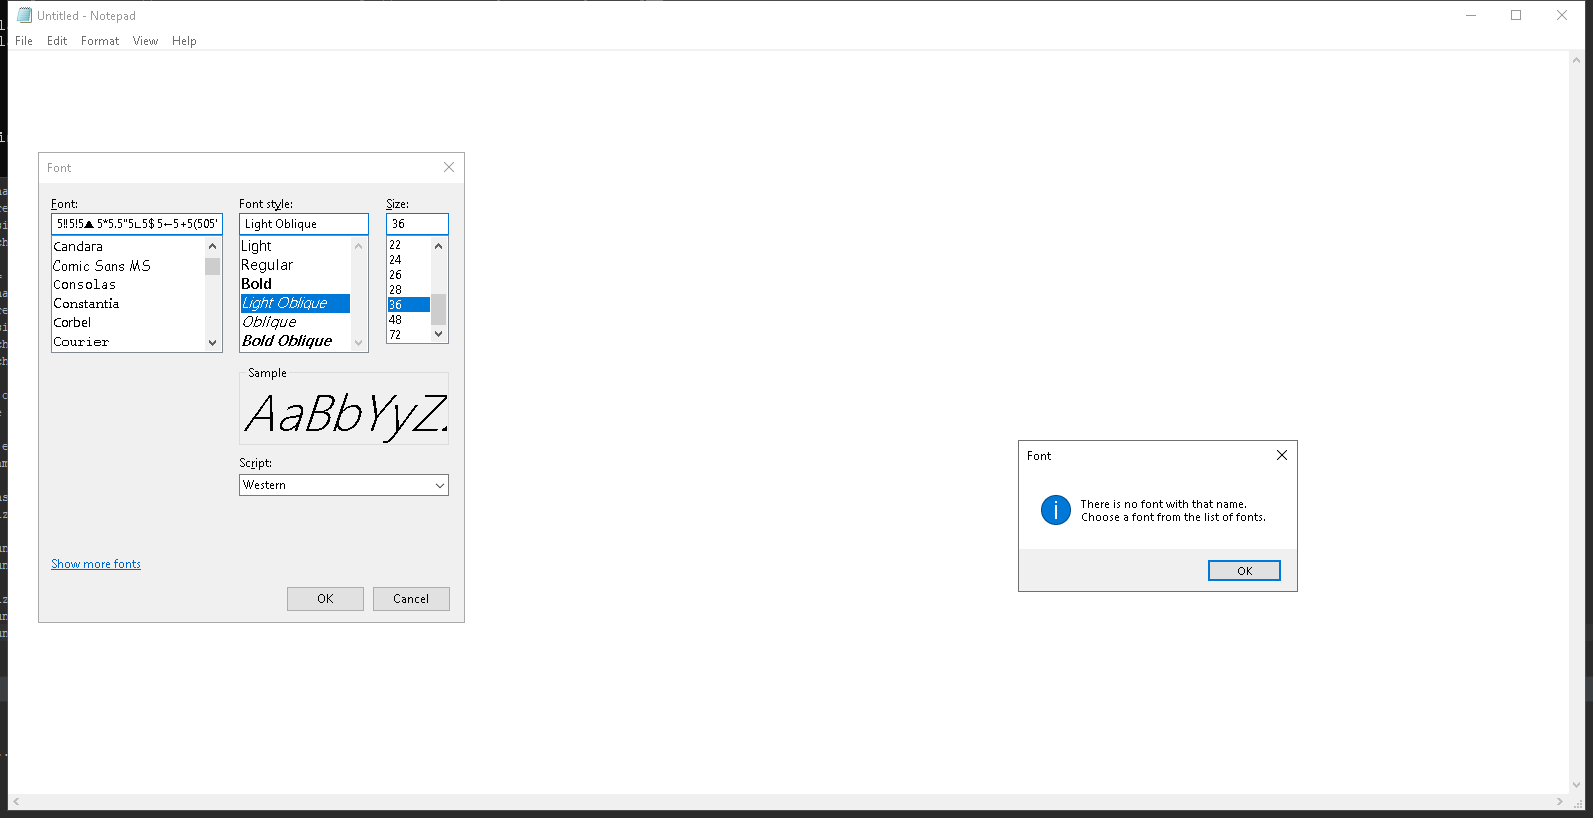 Untitled - Notepad
File Edit Format View Help
Font
Font: Font style: Size:
5‼5!5▲ 5*5.5"5∟5$ 5←5+5(505' Light Oblique 36
Candara
Comic Sans MS
Consolas
Constantia
Corbel
Courier
Light
Regular
Bold
Light Oblique
Oblique
Bold Oblique
22
24
26
28
36
48
72
Sample
AaBbYyZ
Script:
Western
Show more fonts
OK Cancel
Font
There is no font with that name.
Choose a font from the list of fonts.
OK